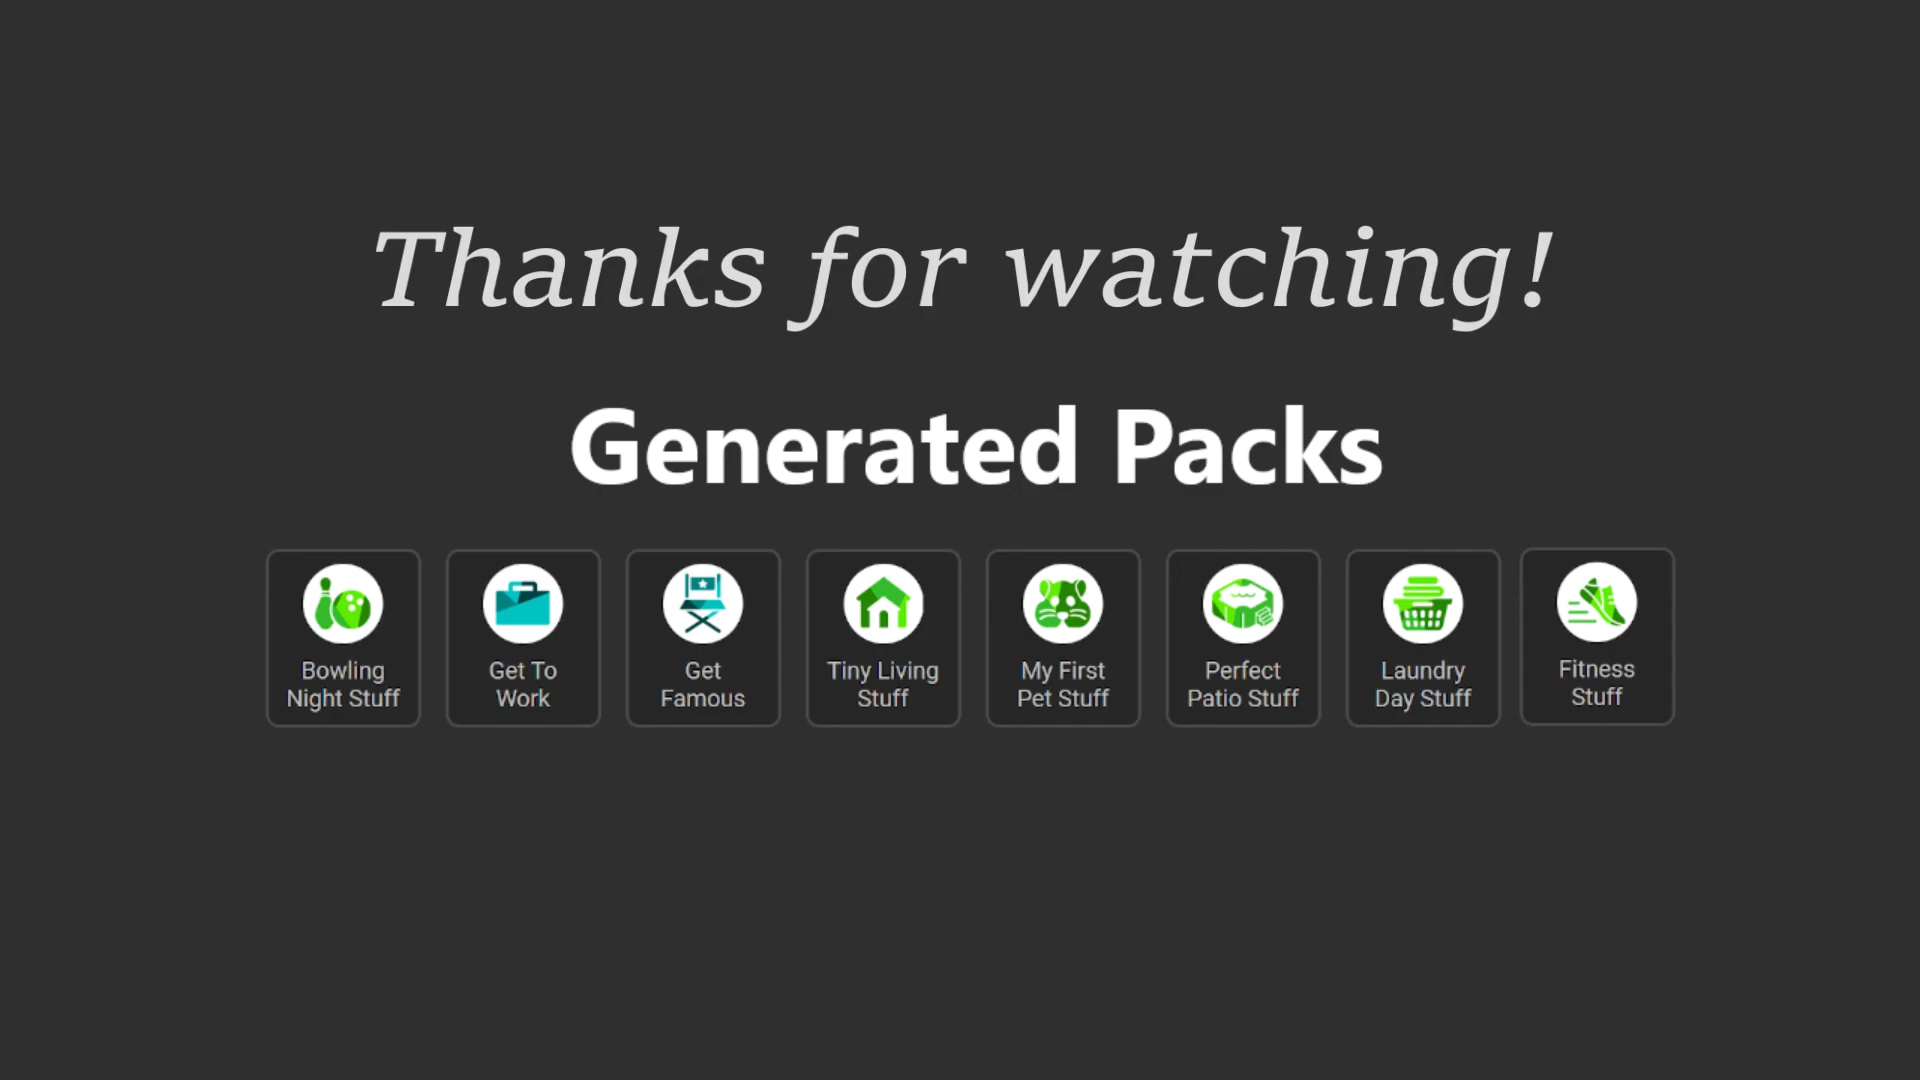 Thanks for watching!
Generated Packs
Bowling
Night Stuff
Get To
Work
Get
Famous
Tiny Living
Stuff
My First
Pet Stuff
Perfect
Patio Stuff
Laundry
Day Stuff
Fitness
Stuff